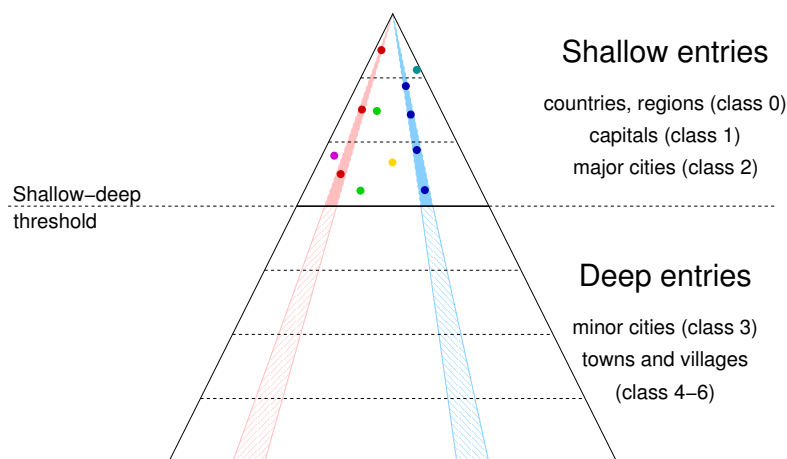 Shallow entries
countries, regions (class 0)
capitals (class 1)
major cities (class 2)
Shallow−deep
threshold
Deep entries
minor cities (class 3)
towns and villages
(class 4−6)